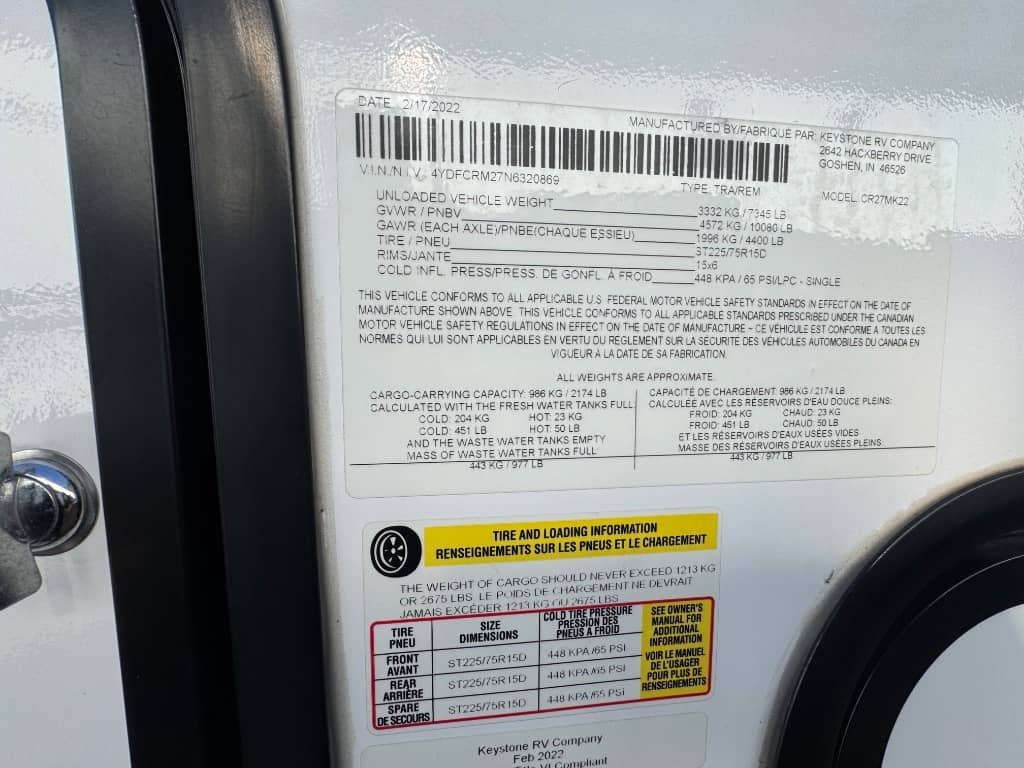 DATE: 2/17/2022
MANUFACTURED BY/FABRIQUE PAR: KEYSTONE RV COMPANY
2642 HACKBERRY DRIVE
GOSHEN, IN 46526
V.I.N./N.I.V.: 4YDFCRM27N6320869
TYPE: TRA/REM
MODEL: CR27MK22
UNLOADED VEHICLE WEIGHT 3332 KG / 7345 LB
GVWR / PNBV 4572 KG / 10080 LB
GAWR (EACH AXLE)/PNBE(CHAQUE ESSIEU) 1996 KG / 4400 LB
TIRE / PNEU ST225/75R15D
RIMS/JANTE 15x6
COLD INFL. PRESS/PRESS. DE GONFL. À FROID 448 KPA / 65 PSI/LPC - SINGLE
THIS VEHICLE CONFORMS TO ALL APPLICABLE U.S. FEDERAL MOTOR VEHICLE SAFETY STANDARDS IN EFFECT ON THE DATE OF
MANUFACTURE SHOWN ABOVE. THIS VEHICLE CONFORMS TO ALL APPLICABLE STANDARDS PRESCRIBED UNDER THE CANADIAN
MOTOR VEHICLE SAFETY REGULATIONS IN EFFECT ON THE DATE OF MANUFACTURE – CE VÉHICULE EST CONFORME A TOUTES LES
NORMES QUI LUI SONT APPLICABLES EN VERTU DU REGLEMENT SUR LA SÉCURITÉ DES VÉHICULES AUTOMOBILES DU CANADA EN
VIGUEUR À LA DATE DE SA FABRICATION.
ALL WEIGHTS ARE APPROXIMATE.
CARGO-CARRYING CAPACITY: 986 KG / 2174 LB
CALCULATED WITH THE FRESH WATER TANKS FULL:
COLD: 204 KG HOT: 23 KG
COLD: 451 LB HOT: 50 LB
AND THE WASTE WATER TANKS EMPTY
MASS OF WASTE WATER TANKS FULL:
443 KG / 977 LB
CAPACITÉ DE CHARGEMENT: 986 KG / 2174 LB
CALCULÉE AVEC LES RÉSERVOIRS D'EAU DOUCE PLEINS:
FROID: 204 KG CHAUD: 23 KG
FROID: 451 LB CHAUD: 50 LB
ET LES RÉSERVOIRS D'EAUX USÉES VIDES
MASSE DES RÉSERVOIRS D'EAUX USÉES PLEINS:
443 KG / 977 LB
TIRE AND LOADING INFORMATION
RENSEIGNEMENTS SUR LES PNEUS ET LE CHARGEMENT
THE WEIGHT OF CARGO SHOULD NEVER EXCEED 1213 KG
OR 2675 LBS. LE POIDS DE CHARGEMENT NE DEVRAIT
JAMAIS EXCÉDER 1213 KG OU 2675 LBS
TIRE
PNEU
SIZE
DIMENSIONS
COLD TIRE PRESSURE
PRESSION DES
PNEUS A FROID
SEE OWNER'S
MANUAL FOR
ADDITIONAL
INFORMATION
VOIR LE MANUEL
DE L'USAGER
POUR PLUS DE
RENSEIGNEMENTS
FRONT
AVANT
ST225/75R15D
448 KPA /65 PSI
REAR
ARRIÈRE
ST225/75R15D
448 KPA /65 PSI
SPARE
DE SECOURS
ST225/75R15D
448 KPA /65 PSI
Keystone RV Company
Feb 2022
Title VI Compliant